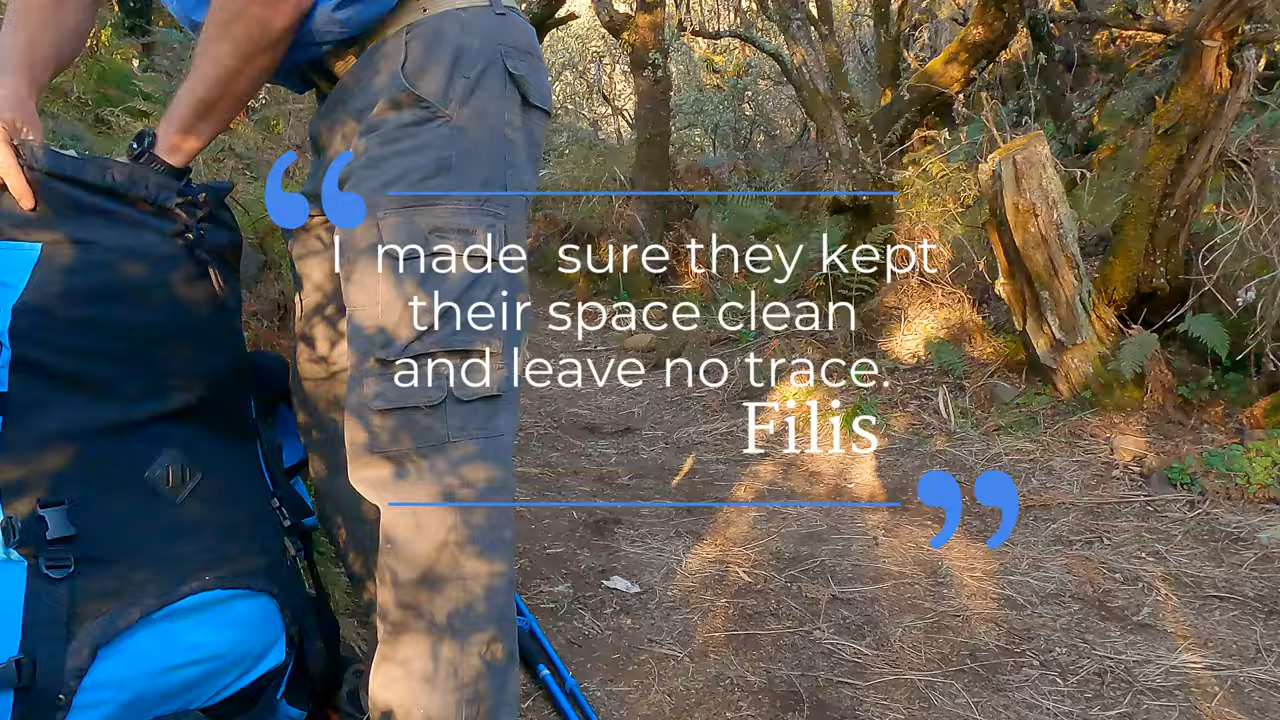 “
I made sure they kept
their space clean
and leave no trace.
Filis
”